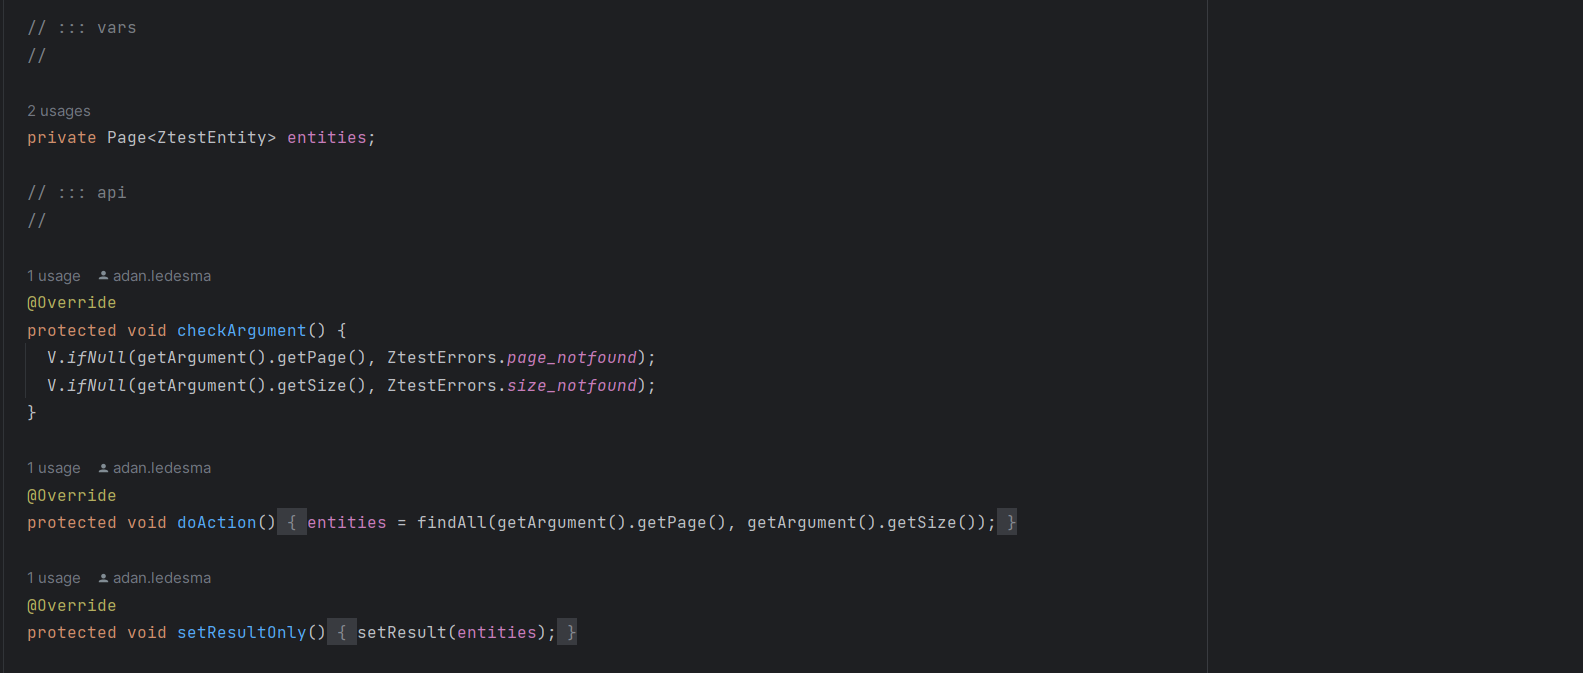 // ::: vars
//
2 usages
private Page<ZtestEntity> entities;
// ::: api
//
1 usage adan.ledesma
@Override
protected void checkArgument() {
V.ifNull(getArgument().getPage(), ZtestErrors.page_notfound);
V.ifNull(getArgument().getSize(), ZtestErrors.size_notfound);
}
1 usage adan.ledesma
@Override
protected void doAction() { entities = findAll(getArgument().getPage(), getArgument().getSize()); }
1 usage adan.ledesma
@Override
protected void setResultOnly() { setResult(entities); }